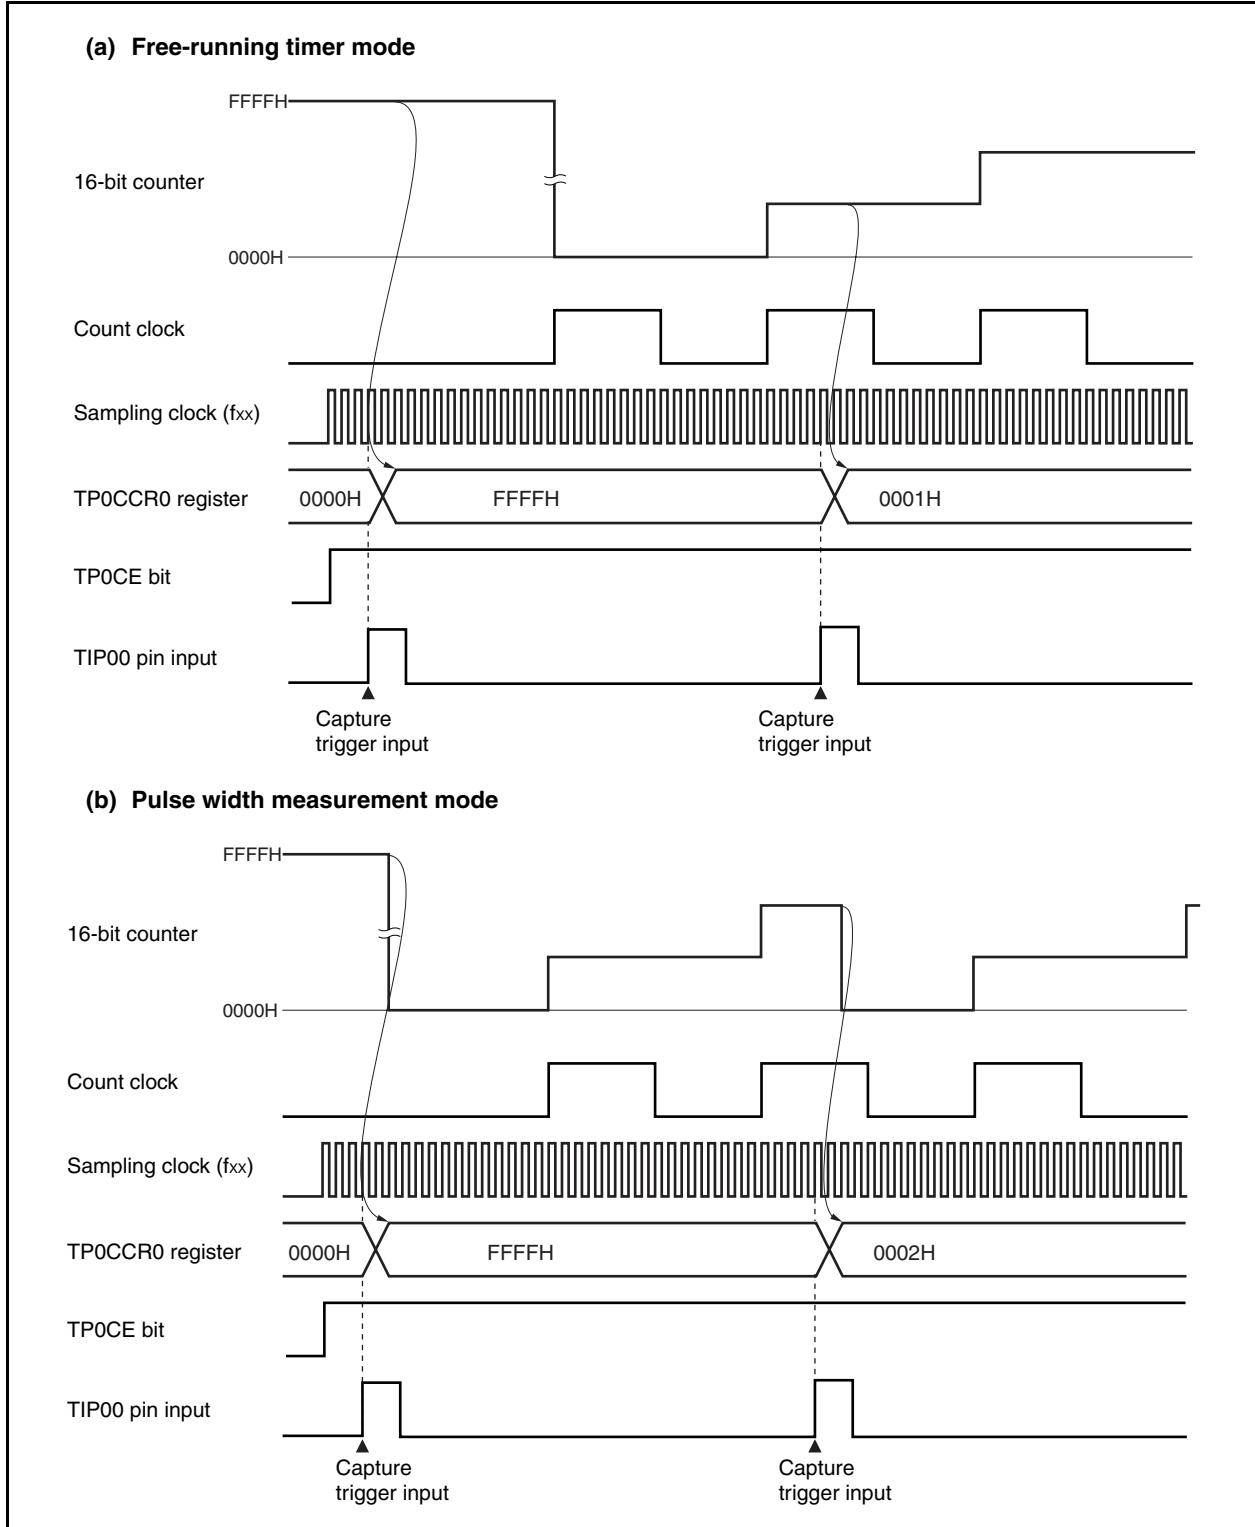 (a) Free-running timer mode
FFFFH
16-bit counter
0000H
Count clock
Sampling clock (fxx)
TP0CCR0 register
0000H
FFFFH
0001H
TP0CE bit
TIP00 pin input
Capture
trigger input
Capture
trigger input
(b) Pulse width measurement mode
FFFFH
16-bit counter
0000H
Count clock
Sampling clock (fxx)
TP0CCR0 register
0000H
FFFFH
0002H
TP0CE bit
TIP00 pin input
Capture
trigger input
Capture
trigger input